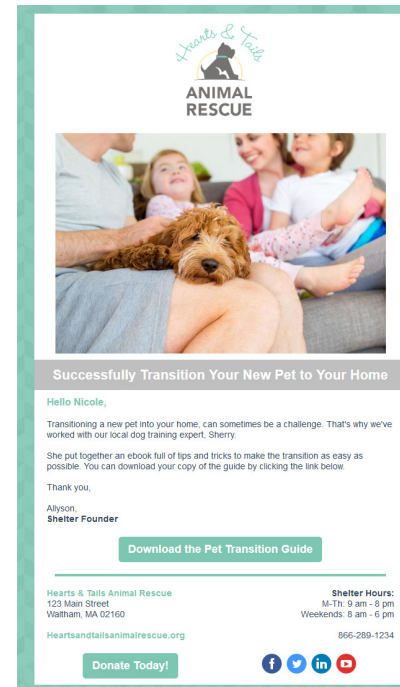 Hearts & Tails
ANIMAL
RESCUE
Successfully Transition Your New Pet to Your Home
Hello Nicole,
Transitioning a new pet into your home, can sometimes be a challenge. That's why we've
worked with our local dog training expert, Sherry.
She put together an ebook full of tips and tricks to make the transition as easy as
possible. You can download your copy of the guide by clicking the link below.
Thank you,
Allyson,
Shelter Founder
Download the Pet Transition Guide
Hearts & Tails Animal Rescue
123 Main Street
Waltham, MA 02160
Heartsandtailsanimalrescue.org
Shelter Hours:
M-Th: 9 am - 8 pm
Weekends: 8 am - 6 pm
866-289-1234
Donate Today!
f
in